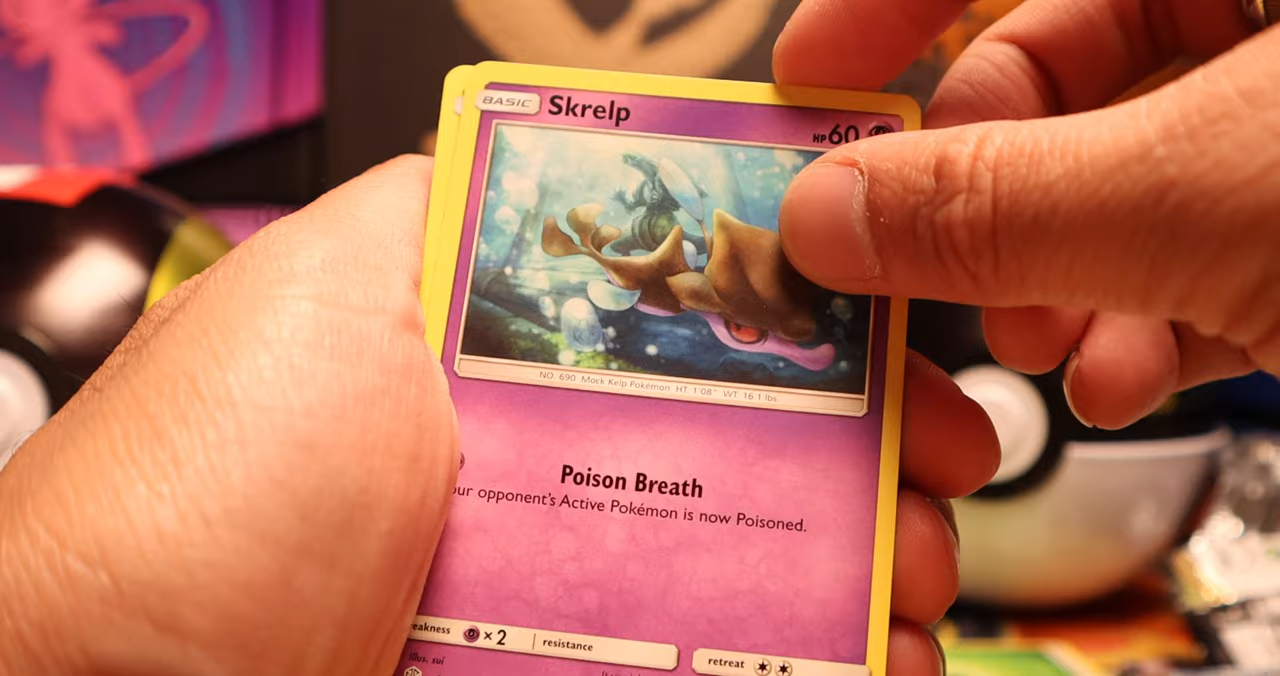 BASIC Skrelp HP 60
NO. 690 Mock Kelp Pokémon HT 1'08" WT 16.1 lbs
Poison Breath
our opponent's Active Pokémon is now Poisoned.
eakness × 2 resistance
retreat
illus. sui